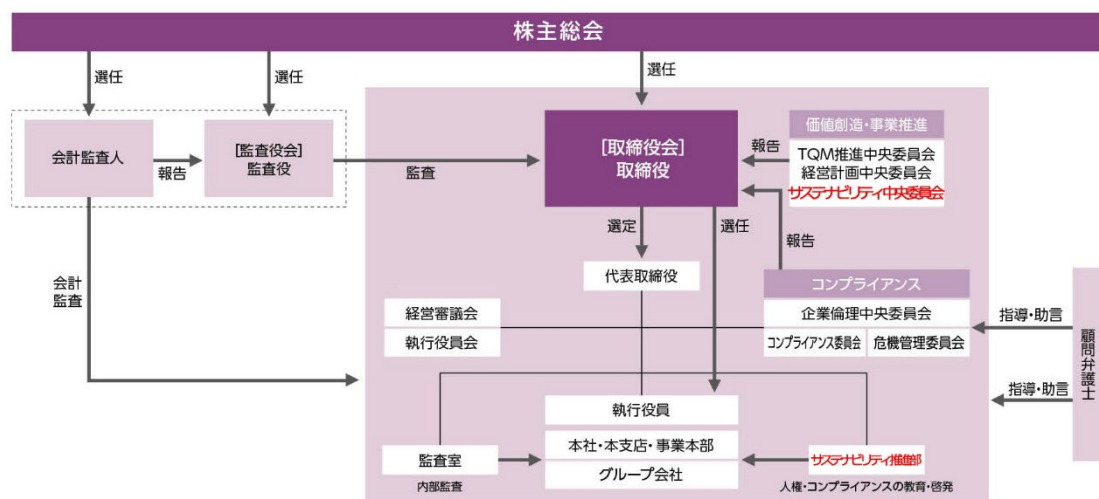 株主総会
選任
選任
選任
会計監査人
報告
[監査役会]
監査役
監査
[取締役会]
取締役
報告
価値創造・事業推進
TQM推進中央委員会
経営計画中央委員会
サステナビリティ中央委員会
選定
選任
報告
会計
監査
代表取締役
コンプライアンス
経営審議会
執行役員会
企業倫理中央委員会
コンプライアンス委員会
危機管理委員会
指導・助言
指導・助言
顧問弁護士
執行役員
本社・本支店・事業本部
グループ会社
監査室
内部監査
サステナビリティ推進部
人権・コンプライアンスの教育・啓発